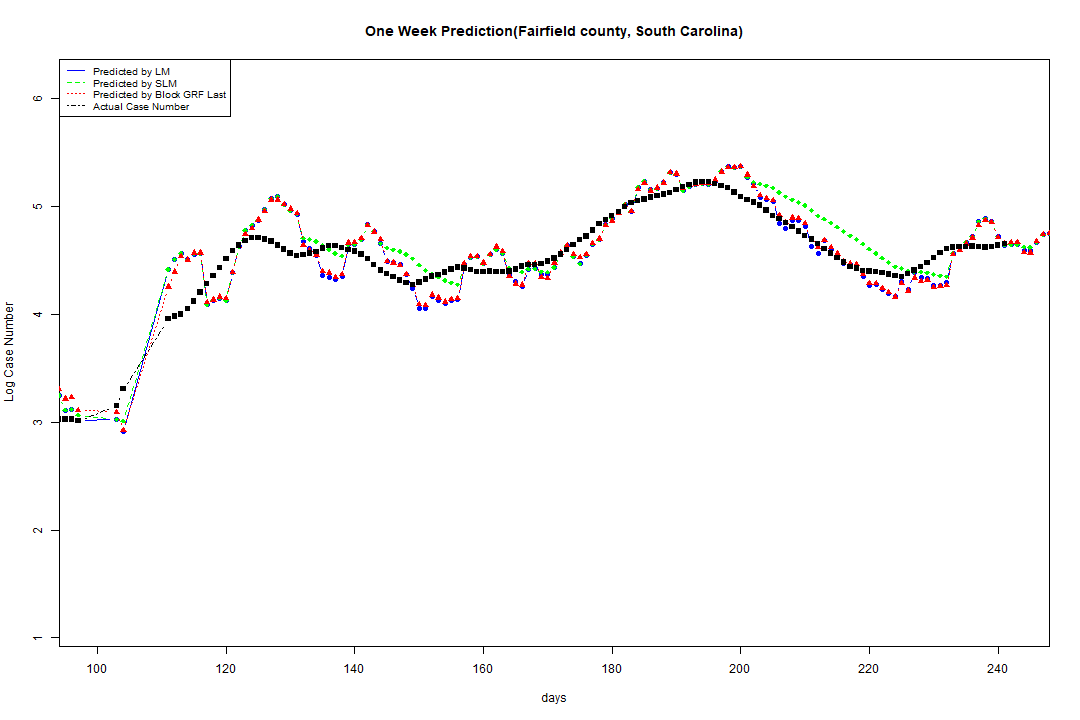 One Week Prediction(Fairfield county, South Carolina)
Predicted by LM
Predicted by SLM
Predicted by Block GRF Last
Actual Case Number
6
5
4
3
2
1
Log Case Number
100 120 140 160 180 200 220 240
days